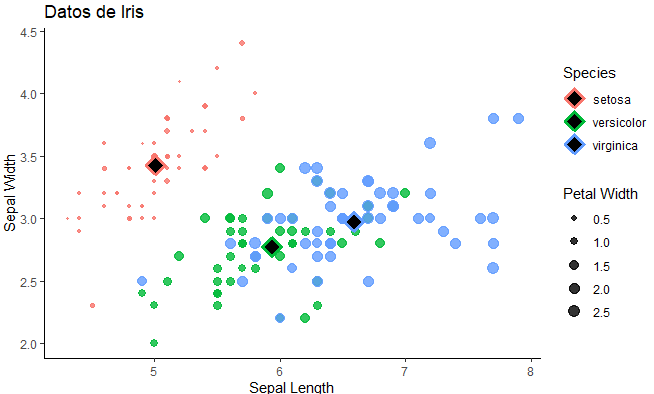 Datos de Iris
4.5
4.0
3.5
3.0
2.5
2.0
Sepal Width
5
6
7
8
Sepal Length
Species
setosa
versicolor
virginica
Petal Width
0.5
1.0
1.5
2.0
2.5